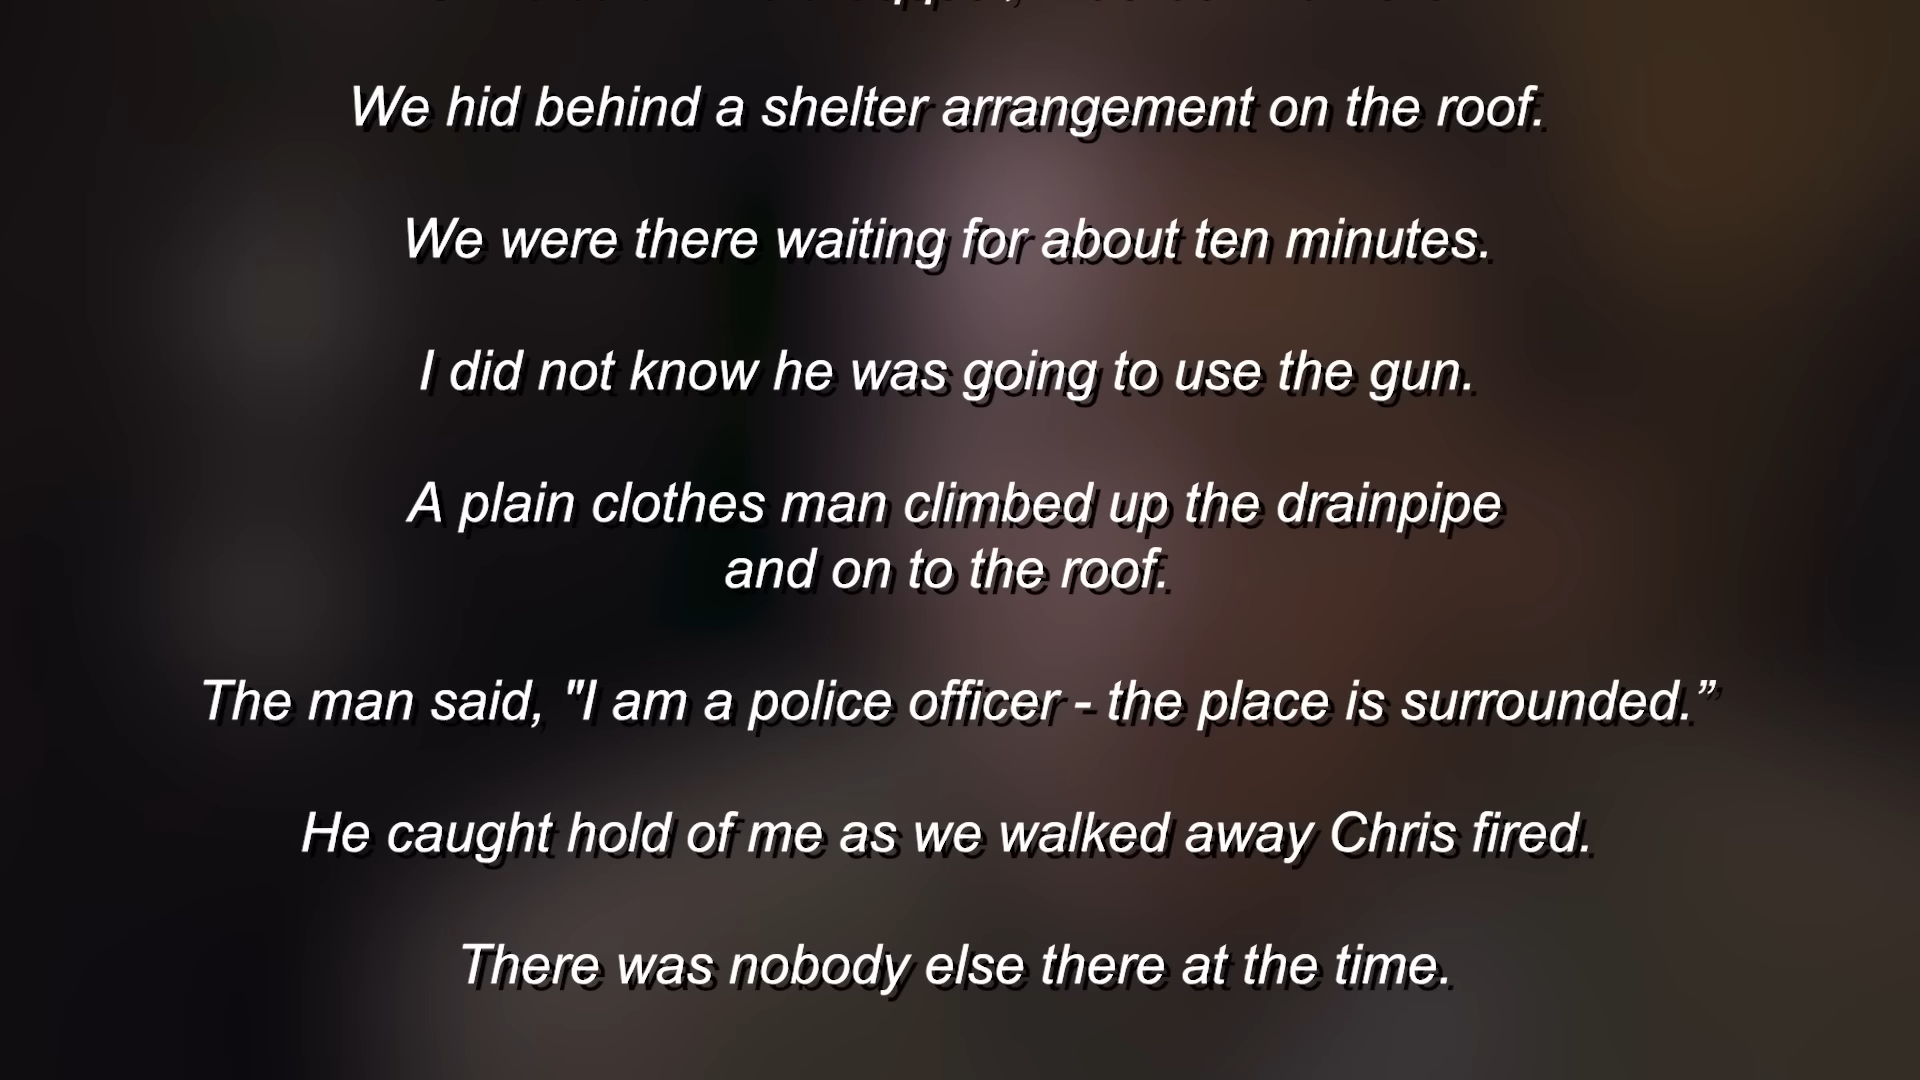 We hid behind a shelter arrangement on the roof.
We were there waiting for about ten minutes.
I did not know he was going to use the gun.
A plain clothes man climbed up the drainpipe
and on to the roof.
The man said, "I am a police officer - the place is surrounded.”
He caught hold of me as we walked away Chris fired.
There was nobody else there at the time.